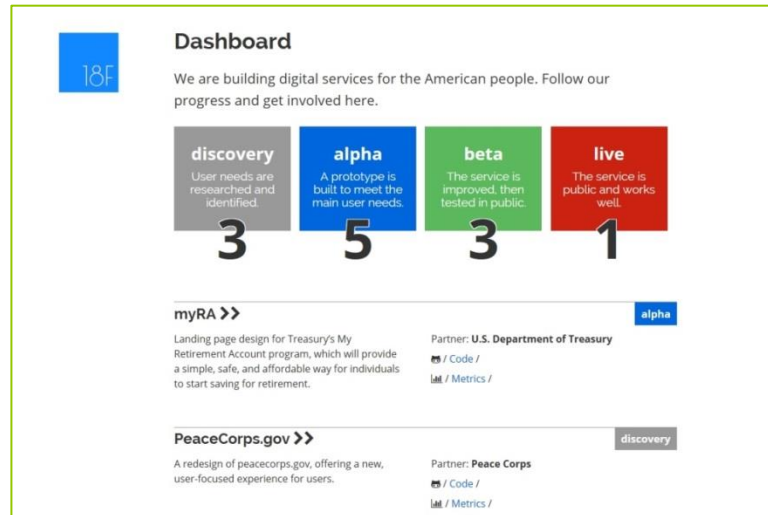 18F
Dashboard
We are building digital services for the American people. Follow our
progress and get involved here.
discovery
User needs are
researched and
identified.
3
alpha
A prototype is
built to meet the
main user needs.
5
beta
The service is
improved, then
tested in public.
3
live
The service is
public and works
well.
1
myRA >>
alpha
Landing page design for Treasury's My
Retirement Account program, which will provide
a simple, safe, and affordable way for individuals
to start saving for retirement.
Partner: U.S. Department of Treasury
/ Code /
/ Metrics /
PeaceCorps.gov >>
discovery
A redesign of peacecorps.gov, offering a new,
user-focused experience for users.
Partner: Peace Corps
/ Code /
/ Metrics /